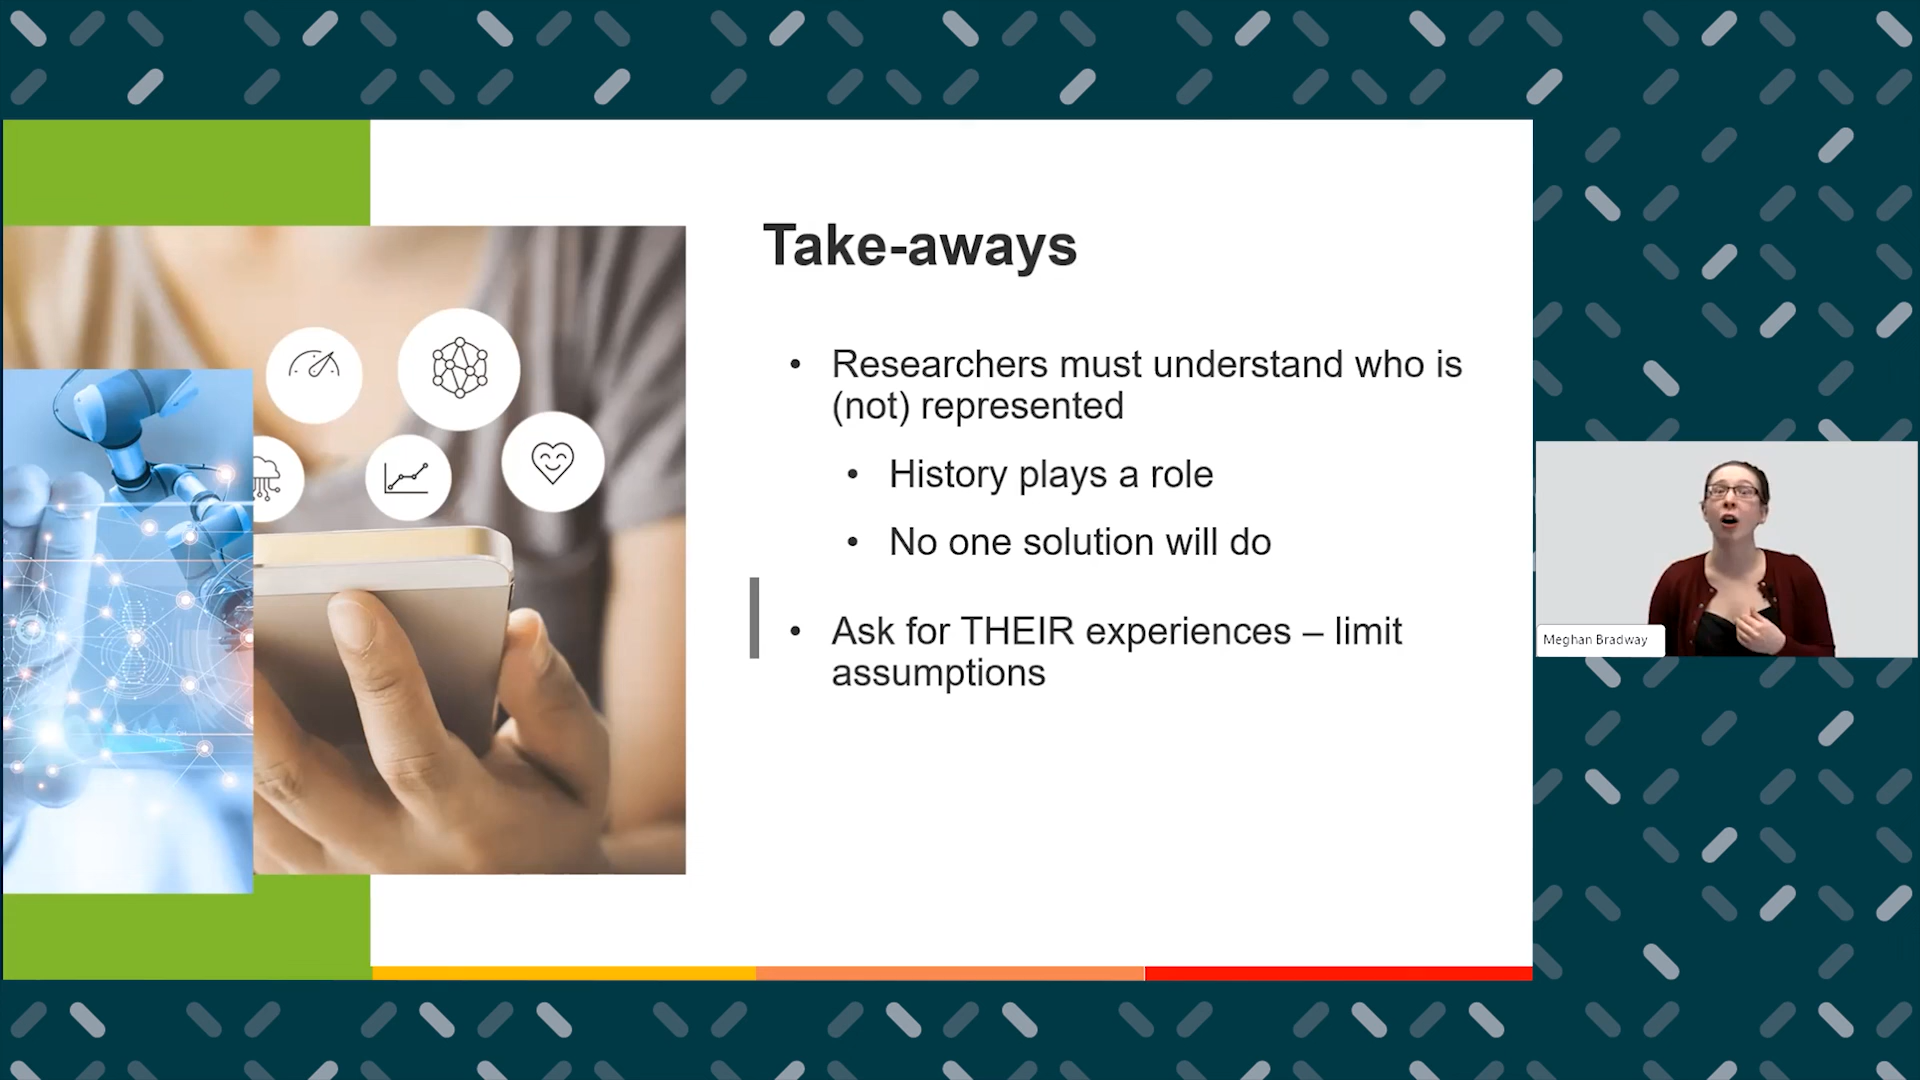 Take-aways
• Researchers must understand who is
(not) represented
• History plays a role
• No one solution will do
• Ask for THEIR experiences – limit
assumptions
Meghan Bradway